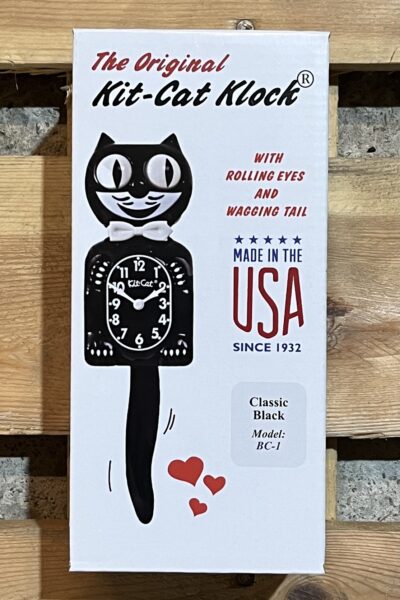 The Original
Kit-Cat Klock®
WITH
ROLLING EYES
AND
WAGGING TAIL
MADE IN THE
USA
SINCE 1932
12
11
1
10
2
Kit-Cat
9
3
8
4
7
5
6
Classic
Black
Model:
BC-1